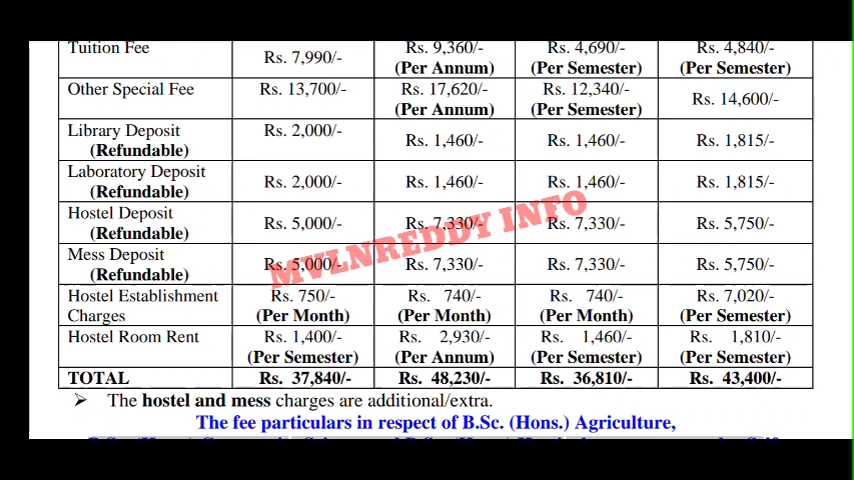 Tuition Fee Rs. 7,990/- Rs. 9,360/- (Per Annum) Rs. 4,690/- (Per Semester) Rs. 4,840/- (Per Semester)
Other Special Fee Rs. 13,700/- Rs. 17,620/- (Per Annum) Rs. 12,340/- (Per Semester) Rs. 14,600/-
Library Deposit (Refundable) Rs. 2,000/- Rs. 1,460/- Rs. 1,460/- Rs. 1,815/-
Laboratory Deposit (Refundable) Rs. 2,000/- Rs. 1,460/- Rs. 1,460/- Rs. 1,815/-
Hostel Deposit (Refundable) Rs. 5,000/- Rs. 7,330/- Rs. 7,330/- Rs. 5,750/-
Mess Deposit (Refundable) Rs. 5,000/- Rs. 7,330/- Rs. 7,330/- Rs. 5,750/-
Hostel Establishment Charges Rs. 750/- (Per Month) Rs. 740/- (Per Month) Rs. 740/- (Per Month) Rs. 7,020/- (Per Semester)
Hostel Room Rent Rs. 1,400/- (Per Semester) Rs. 2,930/- (Per Annum) Rs. 1,460/- (Per Semester) Rs. 1,810/- (Per Semester)
TOTAL Rs. 37,840/- Rs. 48,230/- Rs. 36,810/- Rs. 43,400/-
➢ The hostel and mess charges are additional/extra.
The fee particulars in respect of B.Sc. (Hons.) Agriculture,
MVLNREDDY INFO